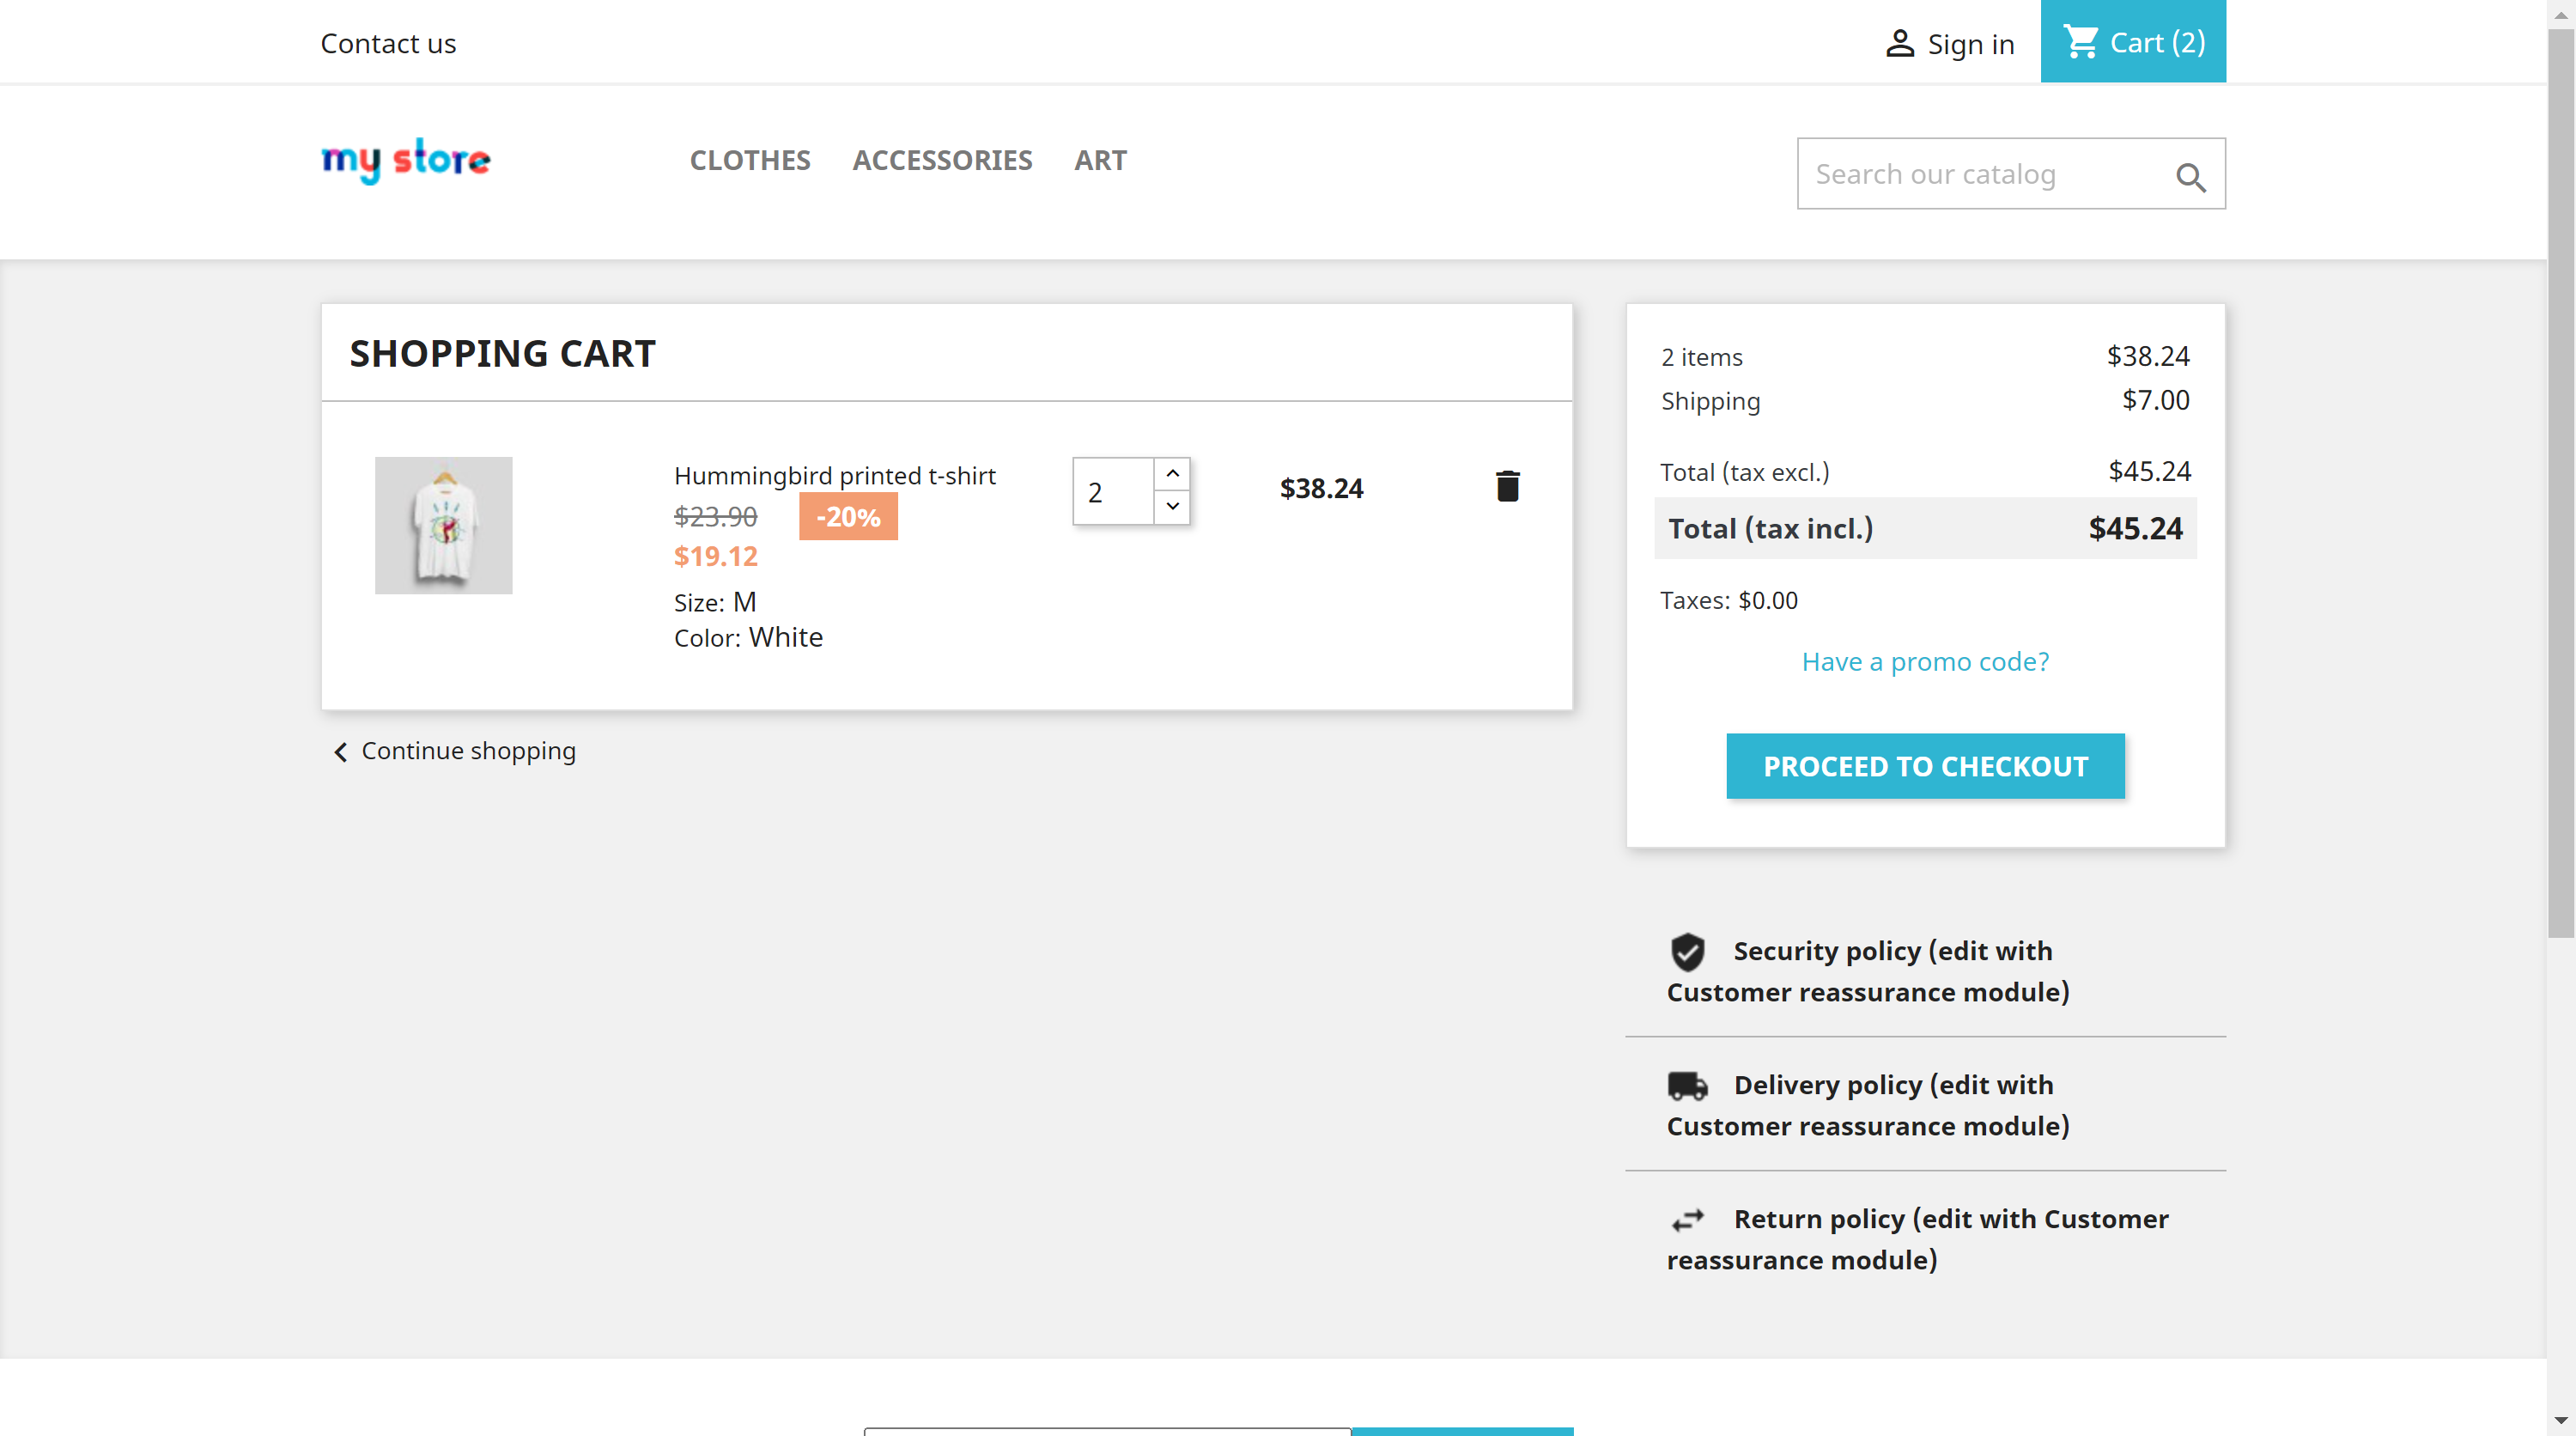 Contact us
Sign in
Cart (2)
my store
CLOTHES
ACCESSORIES
ART
Search our catalog
SHOPPING CART
Hummingbird printed t-shirt
$23.90
-20%
$19.12
Size: M
Color: White
2
$38.24
Continue shopping
2 items
$38.24
Shipping
$7.00
Total (tax excl.)
$45.24
Total (tax incl.)
$45.24
Taxes: $0.00
Have a promo code?
PROCEED TO CHECKOUT
Security policy (edit with
Customer reassurance module)
Delivery policy (edit with
Customer reassurance module)
Return policy (edit with Customer
reassurance module)